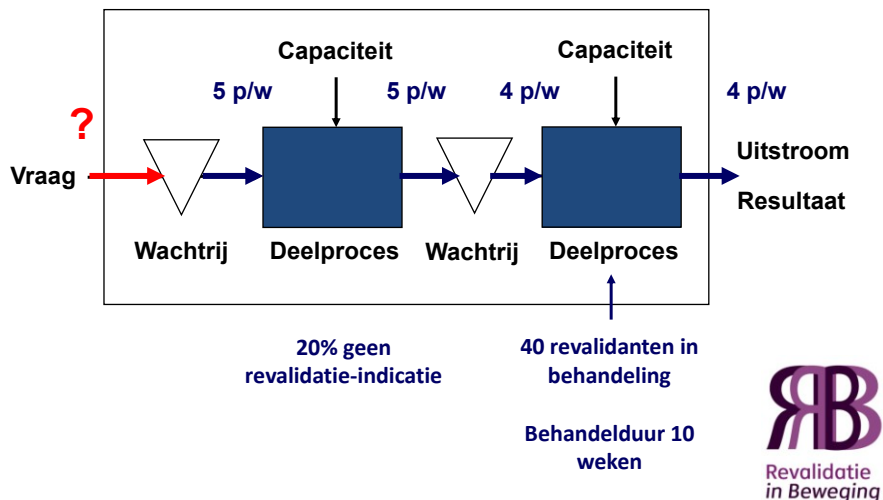 Capaciteit
Capaciteit
5 p/w
5 p/w
4 p/w
4 p/w
?
Vraag
Uitstroom
Resultaat
Wachtrij
Deelproces
Wachtrij
Deelproces
20% geen
revalidatie-indicatie
40 revalidanten in
behandeling
Behandelduur 10
weken
RBB
Revalidatie
in Beweging